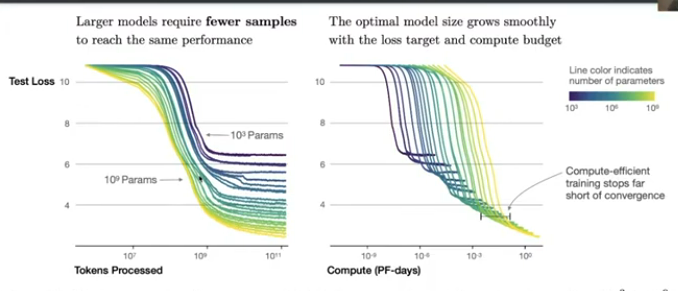 Larger models require fewer samples
to reach the same performance
The optimal model size grows smoothly
with the loss target and compute budget
Test Loss
10
8
6
4
10³ Params
10⁹ Params
10⁷
10⁹
10¹¹
Tokens Processed
10
8
6
4
10⁻⁹
10⁻⁶
10⁻³
10⁰
Compute (PF-days)
Line color indicates
number of parameters
10³
10⁶
10⁹
Compute-efficient
training stops far
short of convergence